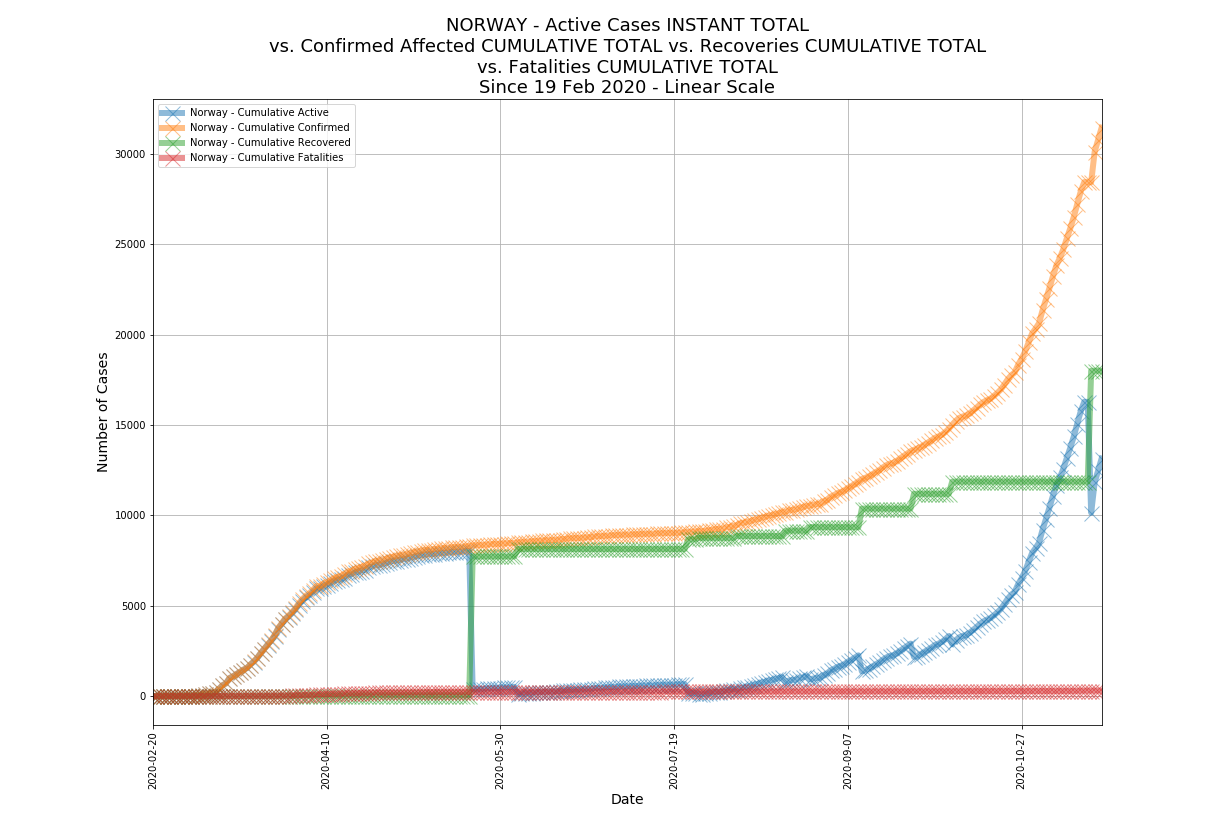 NORWAY - Active Cases INSTANT TOTAL
vs. Confirmed Affected CUMULATIVE TOTAL vs. Recoveries CUMULATIVE TOTAL
vs. Fatalities CUMULATIVE TOTAL
Since 19 Feb 2020 - Linear Scale
Norway - Cumulative Active
Norway - Cumulative Confirmed
Norway - Cumulative Recovered
Norway - Cumulative Fatalities
Number of Cases
30000
25000
20000
15000
10000
5000
0
2020-02-20
2020-04-10
2020-05-30
2020-07-19
2020-09-07
2020-10-27
Date